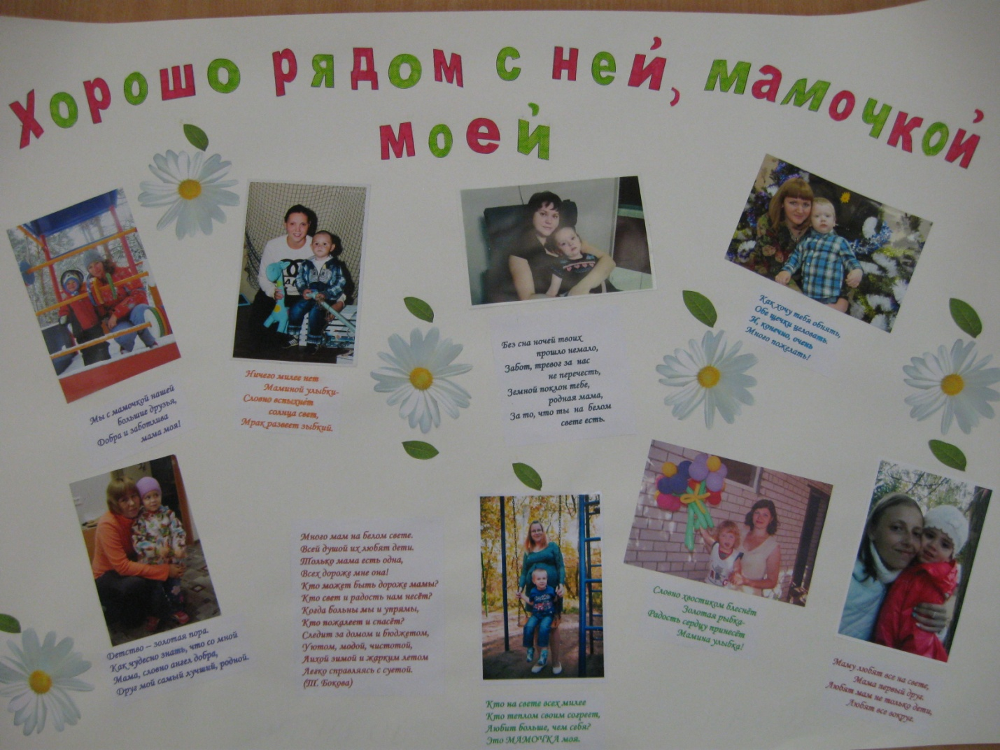 Хорошо рядом с ней, мамочкой
моей
Мы с мамочкой нашей
большие друзья,
Добра и заботлива
мама моя!
Ничего милее нет
Маминой улыбки-
Словно вспыхнёт
солнца свет,
Мрак развеет зыбкий.
Без сна ночей твоих
прошло немало,
Забот, тревог за нас
не перечесть,
Земной поклон тебе,
родная мама,
За то, что ты на белом
свете есть.
Как хочу тебя обнять,
Обе щечки целовать.
И, конечно, очень
Много пожелать!
Детство – золотая пора.
Как чудесно знать, что со мной
Мама, словно ангел добра,
Друг мой самый лучший, родной.
Много мам на белом свете.
Всей душой их любят дети.
Только мама есть одна,
Всех дороже мне она!
Кто может быть дороже мамы?
Кто свет и радость нам несёт?
Когда больны мы и упрямы,
Кто пожалеет и спасёт?
Следит за домом и бюджетом,
Уютом, модой, чистотой,
Лихой зимой и жарким летом
Легко справляясь с суетой.
(Т. Бокова)
Кто на свете всех милее
Кто теплом своим согреет,
Любит больше, чем себя?
Это МАМОЧКА моя.
Словно хвостиком блеснёт
Золотая рыбка-
Радость сердцу принесёт
Мамина улыбка!
Маму любят все на свете,
Мама первый друг.
Любят мам не только дети,
Любят все вокруг.